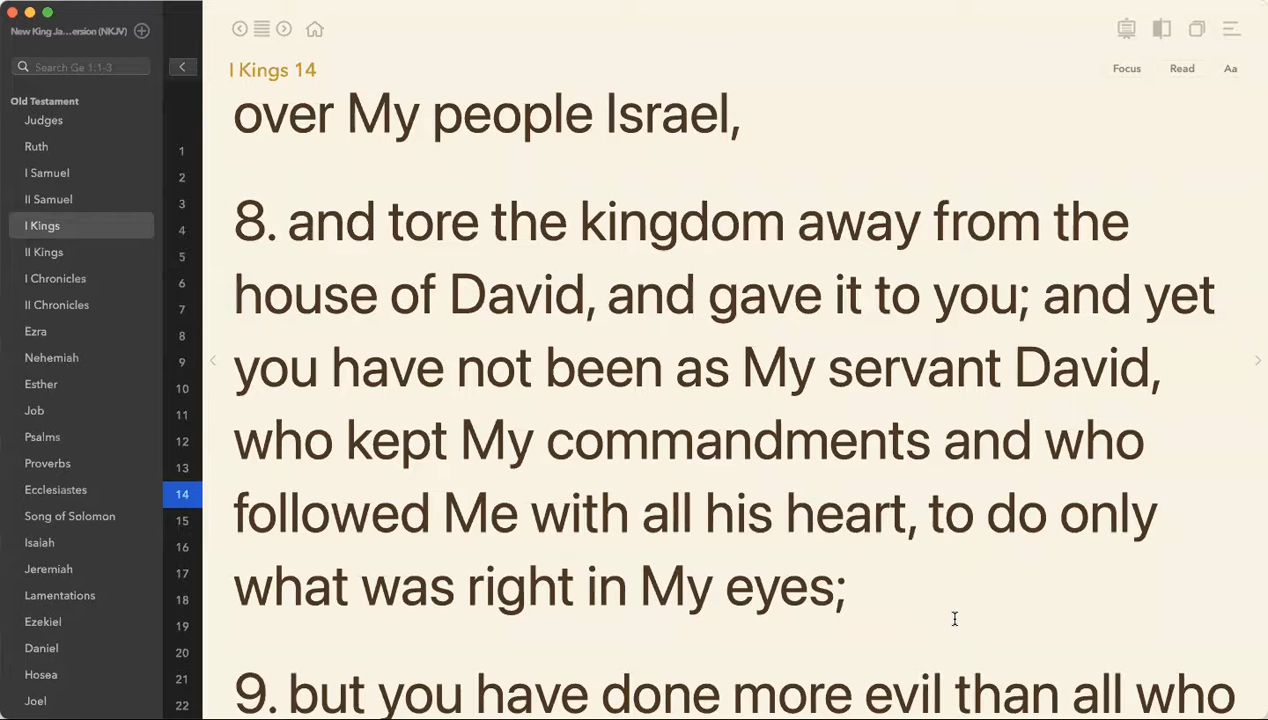 New King Ja...ersion (NKJV)
Search Ge 1:1-3
Old Testament
Judges
Ruth
I Samuel
II Samuel
I Kings
II Kings
I Chronicles
II Chronicles
Ezra
Nehemiah
Esther
Job
Psalms
Proverbs
Ecclesiastes
Song of Solomon
Isaiah
Jeremiah
Lamentations
Ezekiel
Daniel
Hosea
Joel
1
2
3
4
5
6
7
8
9
10
11
12
13
14
15
16
17
18
19
20
21
22
I Kings 14
Focus Read Aa
over My people Israel,
8. and tore the kingdom away from the
house of David, and gave it to you; and yet
you have not been as My servant David,
who kept My commandments and who
followed Me with all his heart, to do only
what was right in My eyes;
9. but you have done more evil than all who